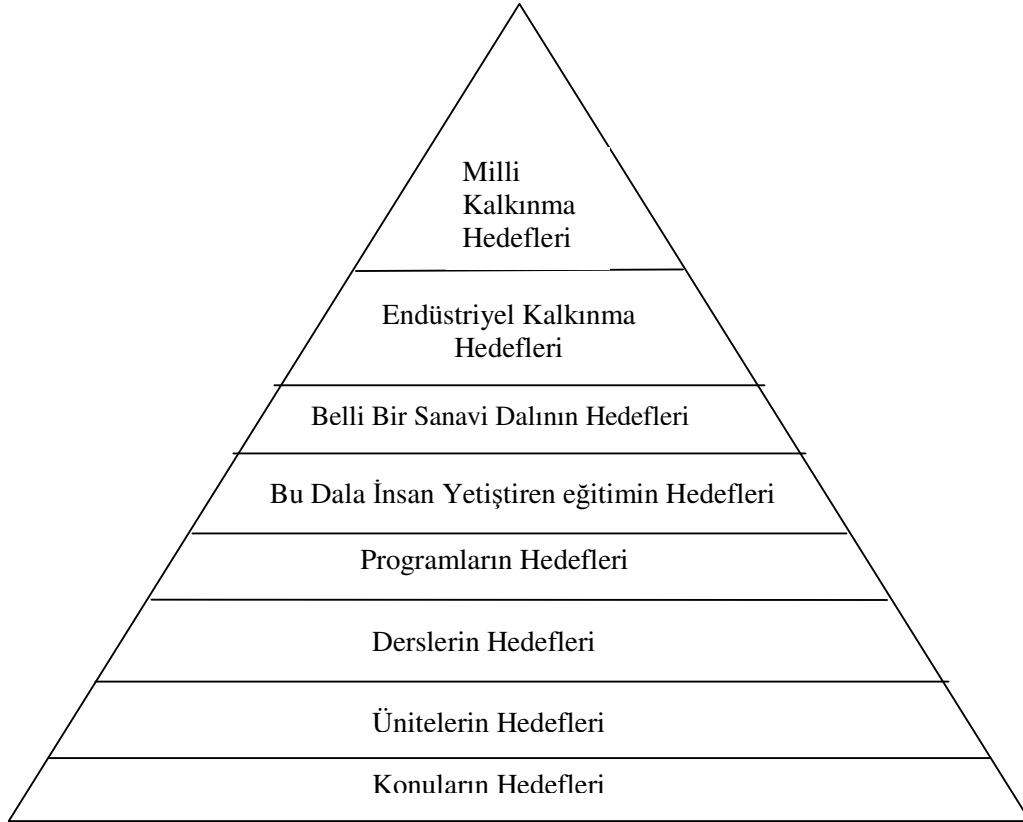 Milli
Kalkınma
Hedefleri
Endüstriyel Kalkınma
Hedefleri
Belli Bir Sanavi Dalının Hedefleri
Bu Dala İnsan Yetiştiren eğitimin Hedefleri
Programların Hedefleri
Derslerin Hedefleri
Ünitelerin Hedefleri
Konuların Hedefleri